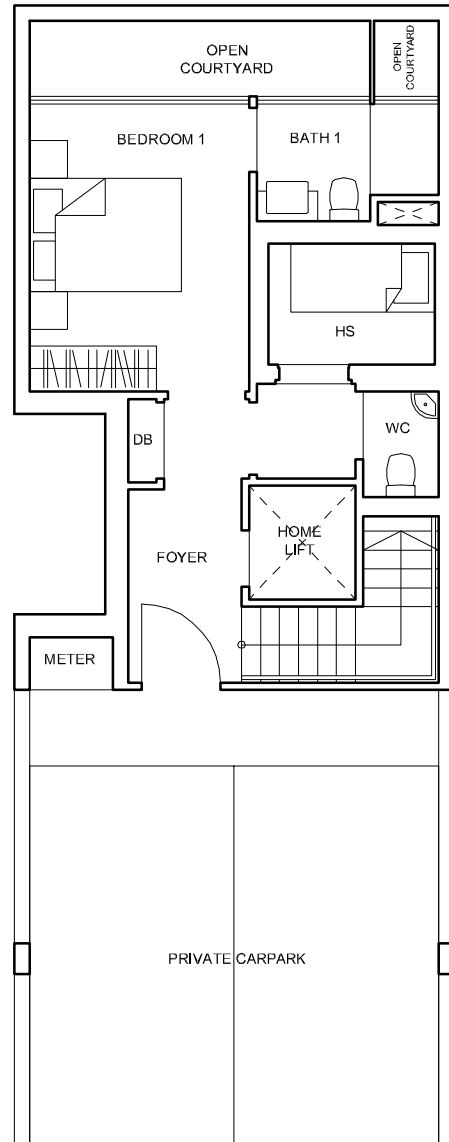 OPEN
COURTYARD
OPEN
COURTYARD
BEDROOM 1
BATH 1
HS
WC
DB
HOME
LIFT
FOYER
METER
PRIVATE CARPARK